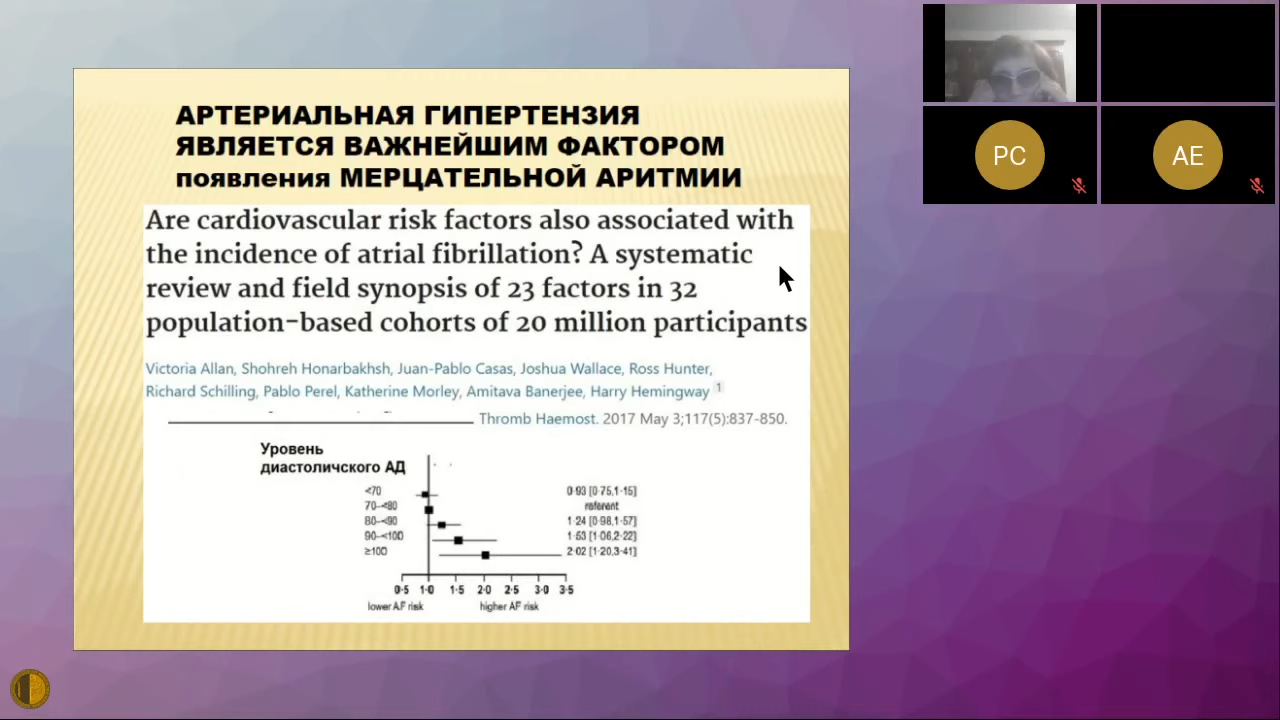 АРТЕРИАЛЬНАЯ ГИПЕРТЕНЗИЯ
ЯВЛЯЕТСЯ ВАЖНЕЙШИМ ФАКТОРОМ
появления МЕРЦАТЕЛЬНОЙ АРИТМИИ
Are cardiovascular risk factors also associated with
the incidence of atrial fibrillation? A systematic
review and field synopsis of 23 factors in 32
population-based cohorts of 20 million participants
Victoria Allan, Shohreh Honarbakhsh, Juan-Pablo Casas, Joshua Wallace, Ross Hunter,
Richard Schilling, Pablo Perel, Katherine Morley, Amitava Banerjee, Harry Hemingway 1
Thromb Haemost. 2017 May 3;117(5):837-850.
Уровень
диастоличского АД
<70 0·93 [0·75,1·15]
70-<80 referent
80-<90 1·24 [0·98,1·57]
90-<100 1·53 [1·06,2·22]
≥100 2·02 [1·20,3·41]
0·5 1·0 1·5 2·0 2·5 3·0 3·5
lower AF risk higher AF risk
PC
AE